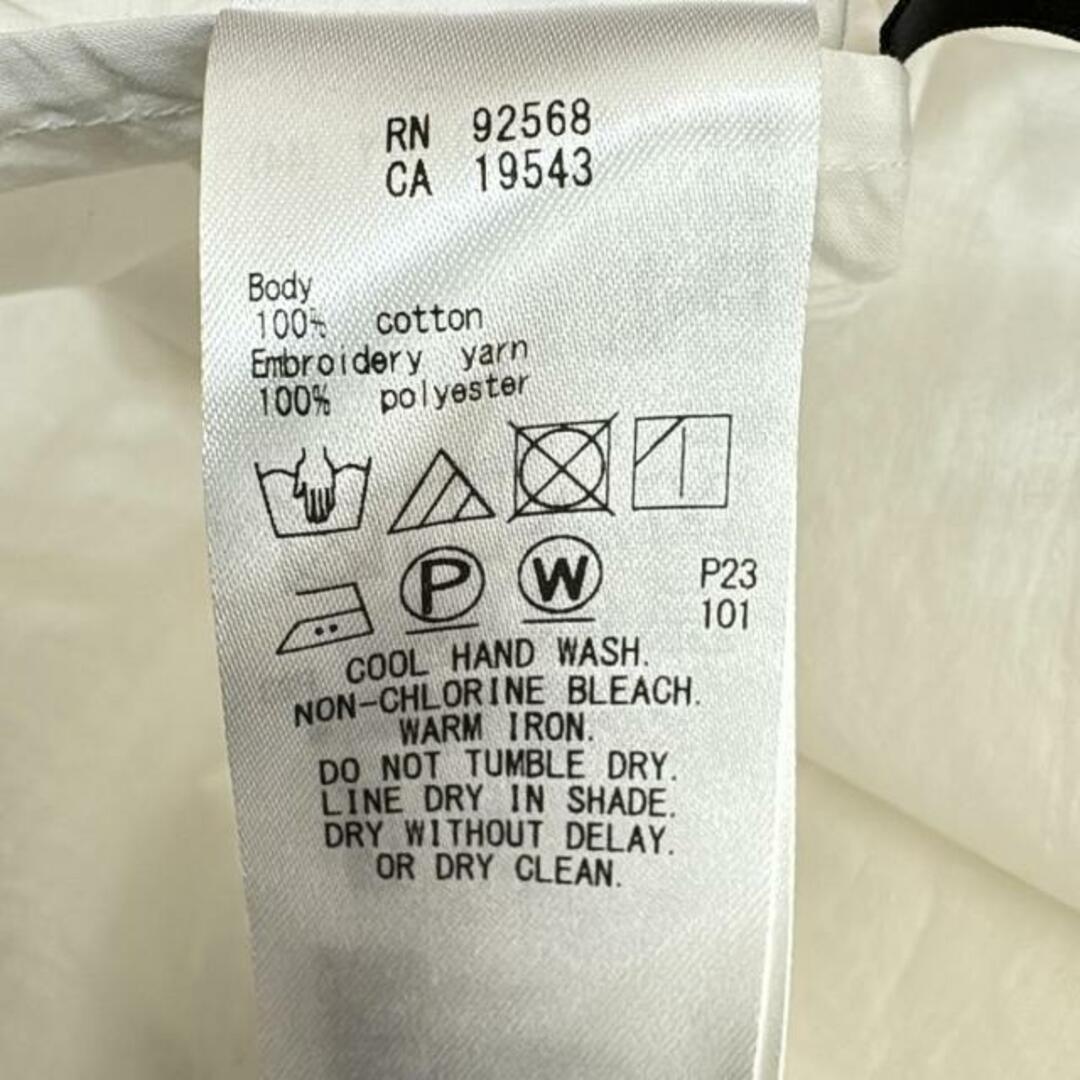 RN 92568
CA 19543
Body
100% cotton
Embroidery yarn
100% polyester
P W
P23
101
COOL HAND WASH.
NON-CHLORINE BLEACH.
WARM IRON.
DO NOT TUMBLE DRY.
LINE DRY IN SHADE.
DRY WITHOUT DELAY.
OR DRY CLEAN.